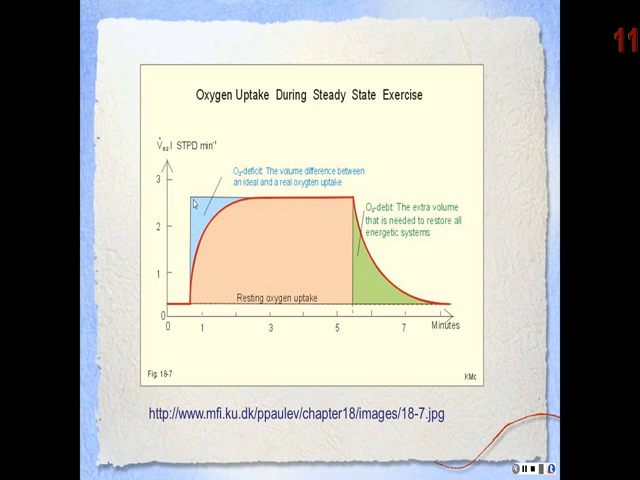 11
Oxygen Uptake During Steady State Exercise
V̇O₂ l STPD min⁻¹
O₂-deficit: The volume difference between
an ideal and a real oxygten uptake
3
O₂-debt: The extra volume
that is needed to restore all
energetic systems
2
1
Resting oxygen uptake
0
0 1 3 5 7 Minutes
Fig. 18-7
KMc
http://www.mfi.ku.dk/ppaulev/chapter18/images/18-7.jpg